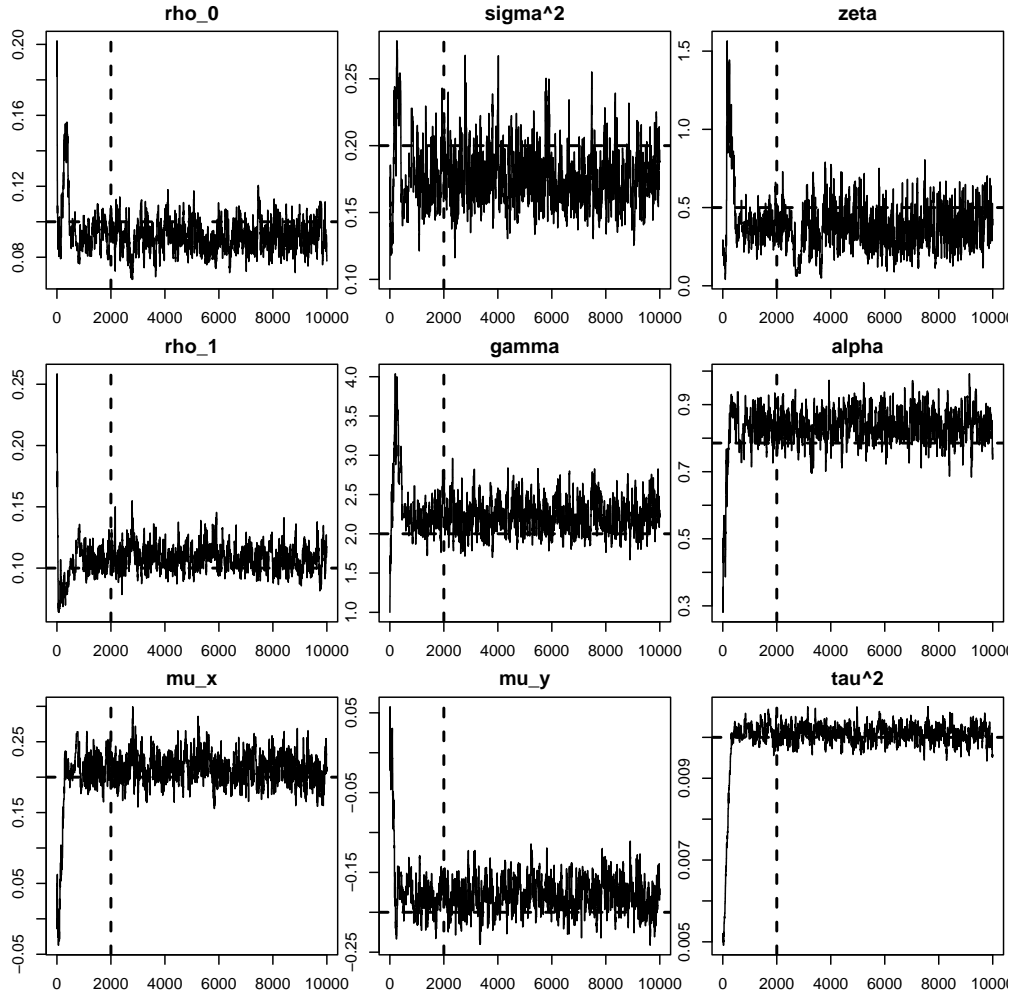 rho_0
0.08 0.12 0.16 0.20
0 2000 4000 6000 8000 10000
sigma^2
0.10 0.15 0.20 0.25
0 2000 4000 6000 8000 10000
zeta
0.0 0.5 1.0 1.5
0 2000 4000 6000 8000 10000
rho_1
0.10 0.15 0.20 0.25
0 2000 4000 6000 8000 10000
gamma
1.0 1.5 2.0 2.5 3.0 3.5 4.0
0 2000 4000 6000 8000 10000
alpha
0.3 0.5 0.7 0.9
0 2000 4000 6000 8000 10000
mu_x
−0.05 0.05 0.15 0.25
0 2000 4000 6000 8000 10000
mu_y
−0.25 −0.15 −0.05 0.05
0 2000 4000 6000 8000 10000
tau^2
0.005 0.007 0.009
0 2000 4000 6000 8000 10000